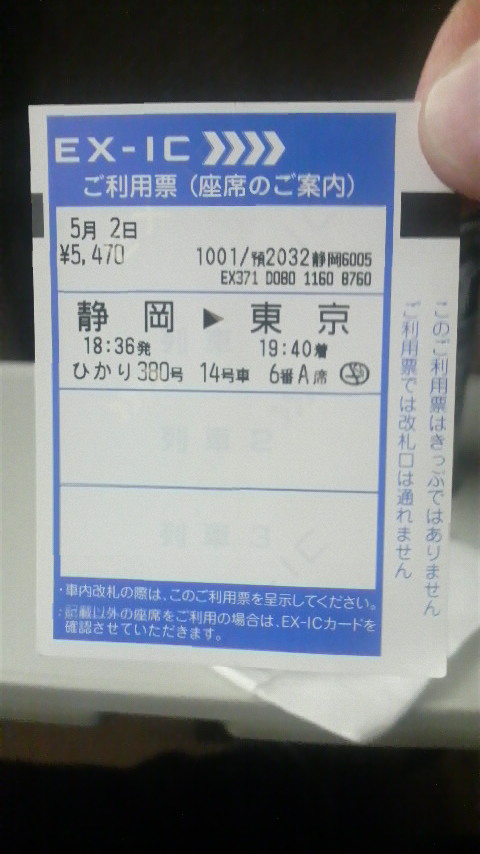 EX-IC
ご利用票（座席のご案内）
5月 2日
¥5,470
1001/預2032静岡6005
EX371 D080 1160 8760
静岡 ▶ 東京
18:36発 19:40着
ひかり380号 14号車 6番A席
列車2
列車3
・車内改札の際は、このご利用票を呈示してください。
・記載以外の座席をご利用の場合は、EX-ICカードを
確認させていただきます。
このご利用票はきっぷではありません
ご利用票では改札口は通れません